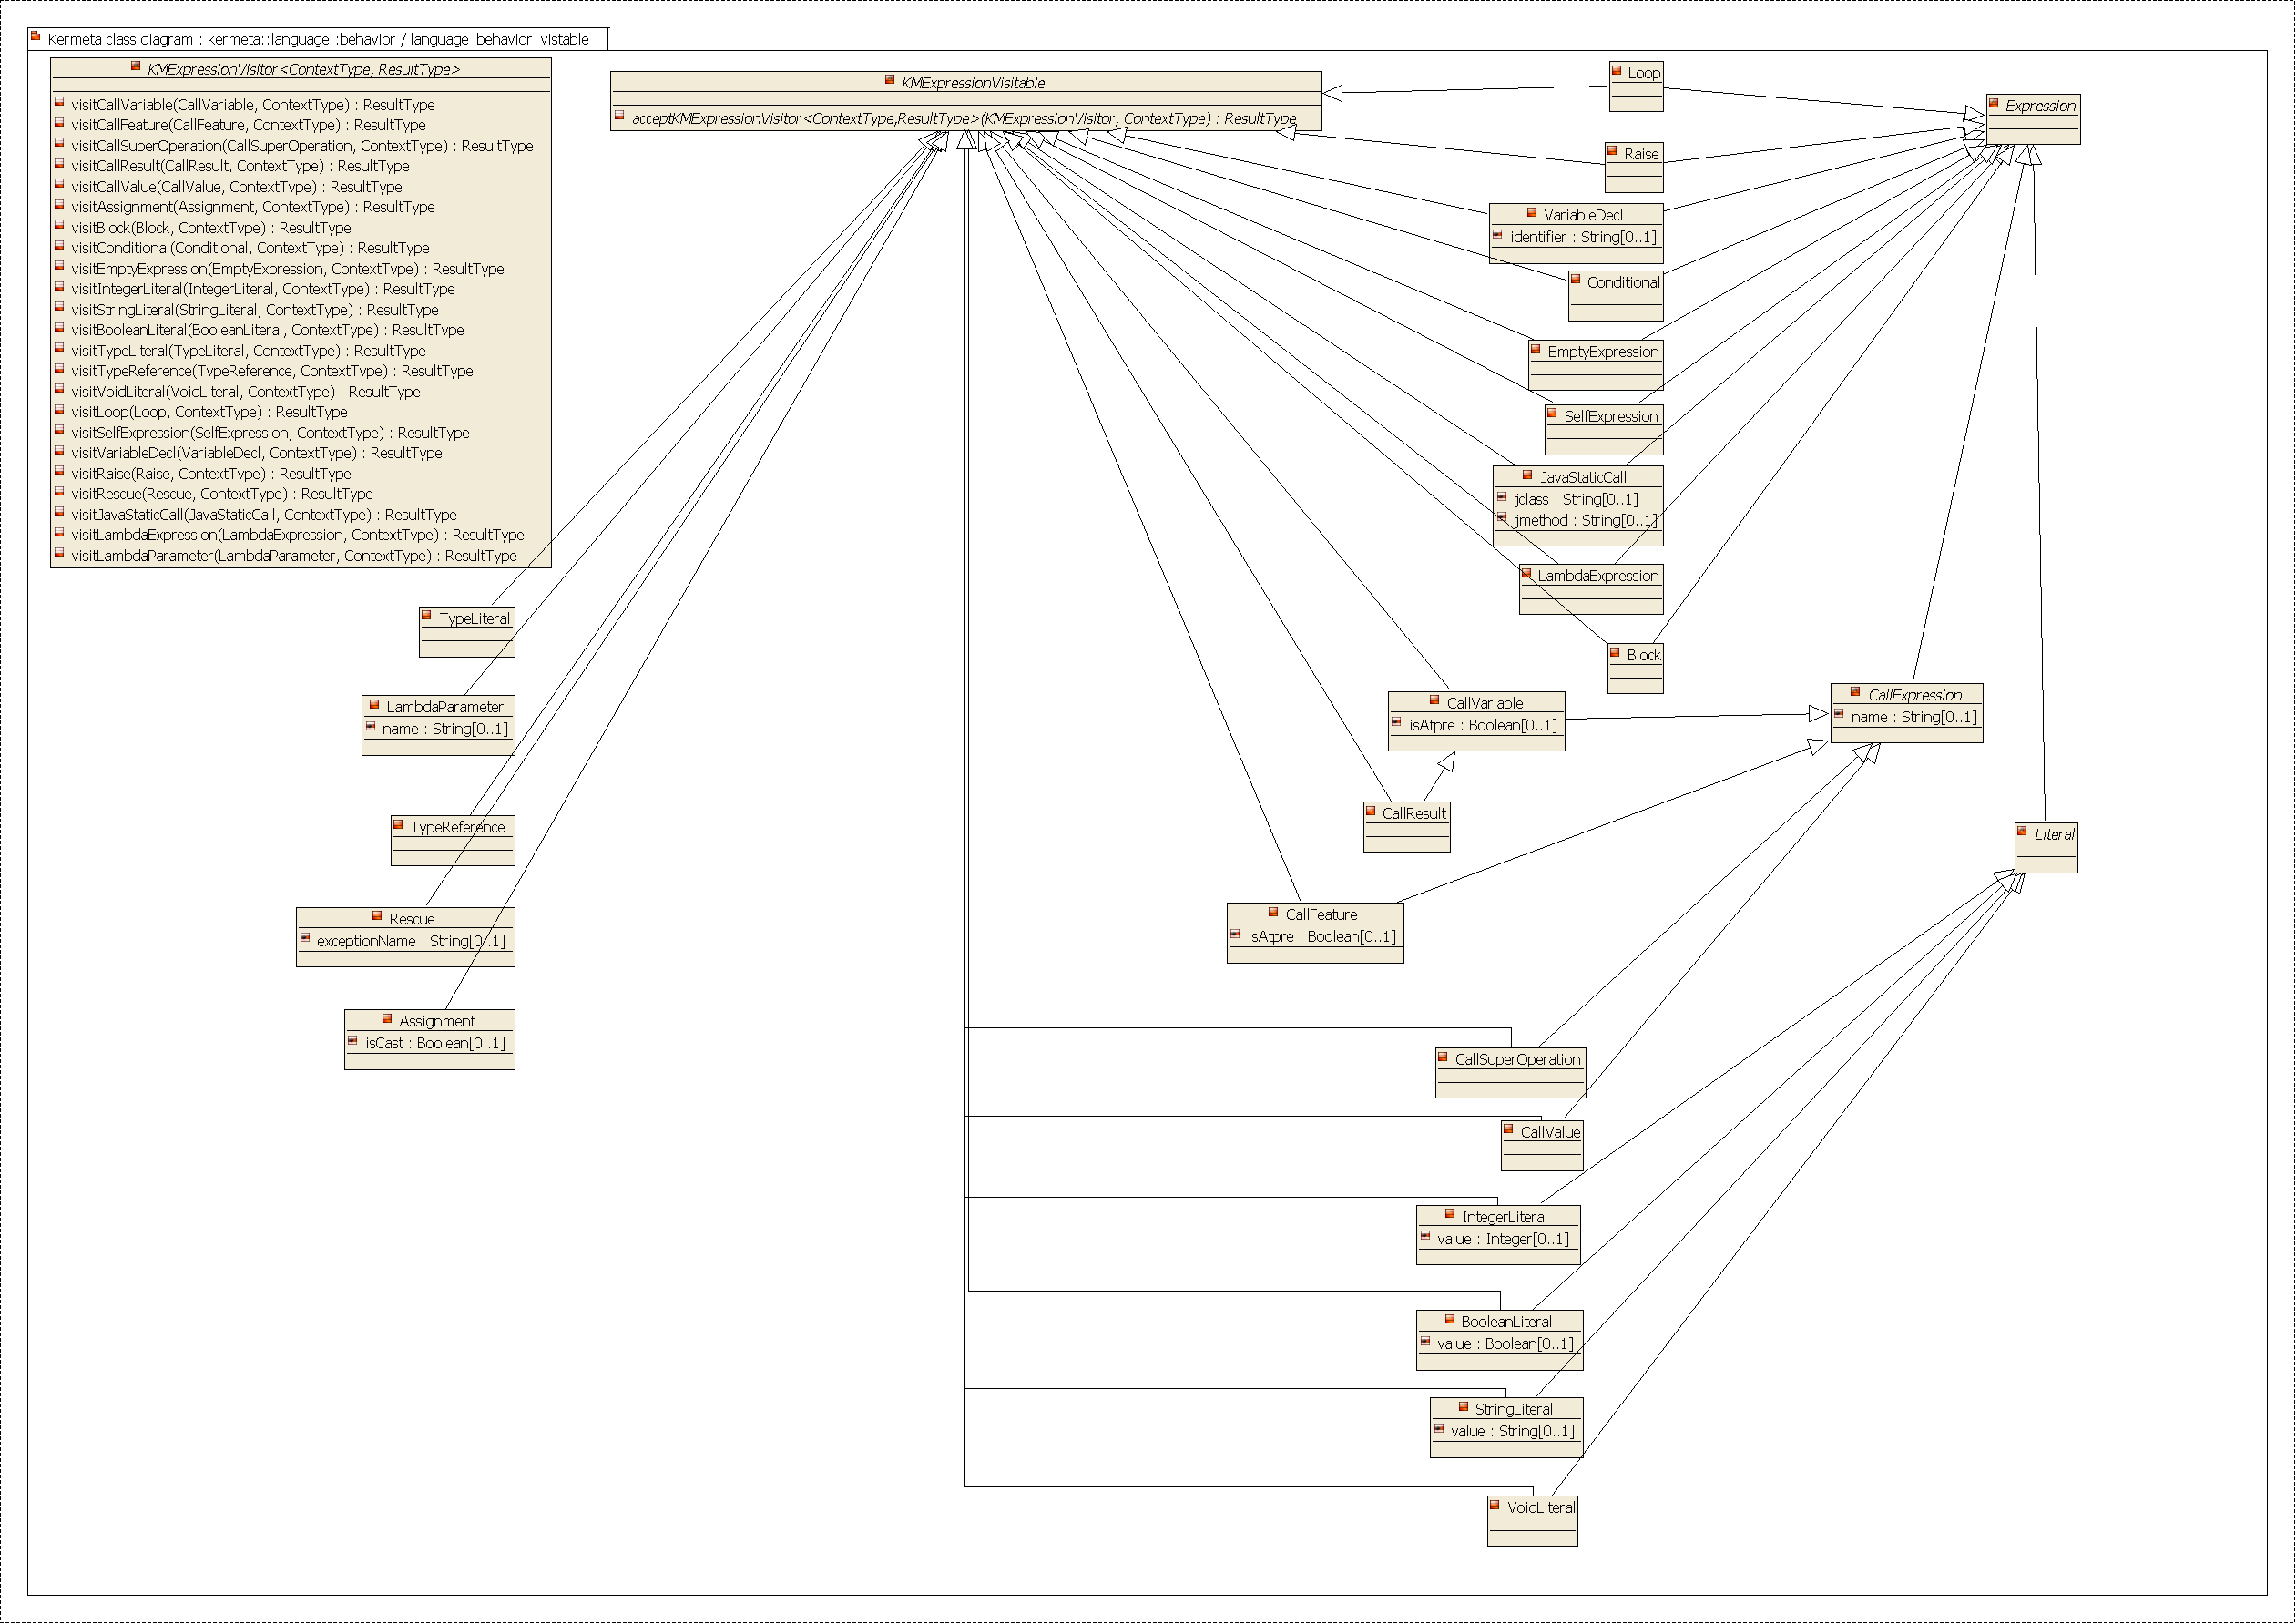 Kermeta class diagram : kermeta::language::behavior / language_behavior_vistable
KMExpressionVisitor<ContextType, ResultType>
visitCallVariable(CallVariable, ContextType) : ResultType
visitCallFeature(CallFeature, ContextType) : ResultType
visitCallSuperOperation(CallSuperOperation, ContextType) : ResultType
visitCallResult(CallResult, ContextType) : ResultType
visitCallValue(CallValue, ContextType) : ResultType
visitAssignment(Assignment, ContextType) : ResultType
visitBlock(Block, ContextType) : ResultType
visitConditional(Conditional, ContextType) : ResultType
visitEmptyExpression(EmptyExpression, ContextType) : ResultType
visitIntegerLiteral(IntegerLiteral, ContextType) : ResultType
visitStringLiteral(StringLiteral, ContextType) : ResultType
visitBooleanLiteral(BooleanLiteral, ContextType) : ResultType
visitTypeLiteral(TypeLiteral, ContextType) : ResultType
visitTypeReference(TypeReference, ContextType) : ResultType
visitVoidLiteral(VoidLiteral, ContextType) : ResultType
visitLoop(Loop, ContextType) : ResultType
visitSelfExpression(SelfExpression, ContextType) : ResultType
visitVariableDecl(VariableDecl, ContextType) : ResultType
visitRaise(Raise, ContextType) : ResultType
visitRescue(Rescue, ContextType) : ResultType
visitJavaStaticCall(JavaStaticCall, ContextType) : ResultType
visitLambdaExpression(LambdaExpression, ContextType) : ResultType
visitLambdaParameter(LambdaParameter, ContextType) : ResultType
KMExpressionVisitable
acceptKMExpressionVisitor<ContextType,ResultType>(KMExpressionVisitor, ContextType) : ResultType
Loop
Expression
Raise
VariableDecl
identifier : String[0..1]
Conditional
EmptyExpression
SelfExpression
JavaStaticCall
jclass : String[0..1]
jmethod : String[0..1]
LambdaExpression
Block
TypeLiteral
LambdaParameter
name : String[0..1]
TypeReference
Rescue
exceptionName : String[0..1]
Assignment
isCast : Boolean[0..1]
CallVariable
isAtpre : Boolean[0..1]
CallExpression
name : String[0..1]
CallResult
Literal
CallFeature
isAtpre : Boolean[0..1]
CallSuperOperation
CallValue
IntegerLiteral
value : Integer[0..1]
BooleanLiteral
value : Boolean[0..1]
StringLiteral
value : String[0..1]
VoidLiteral